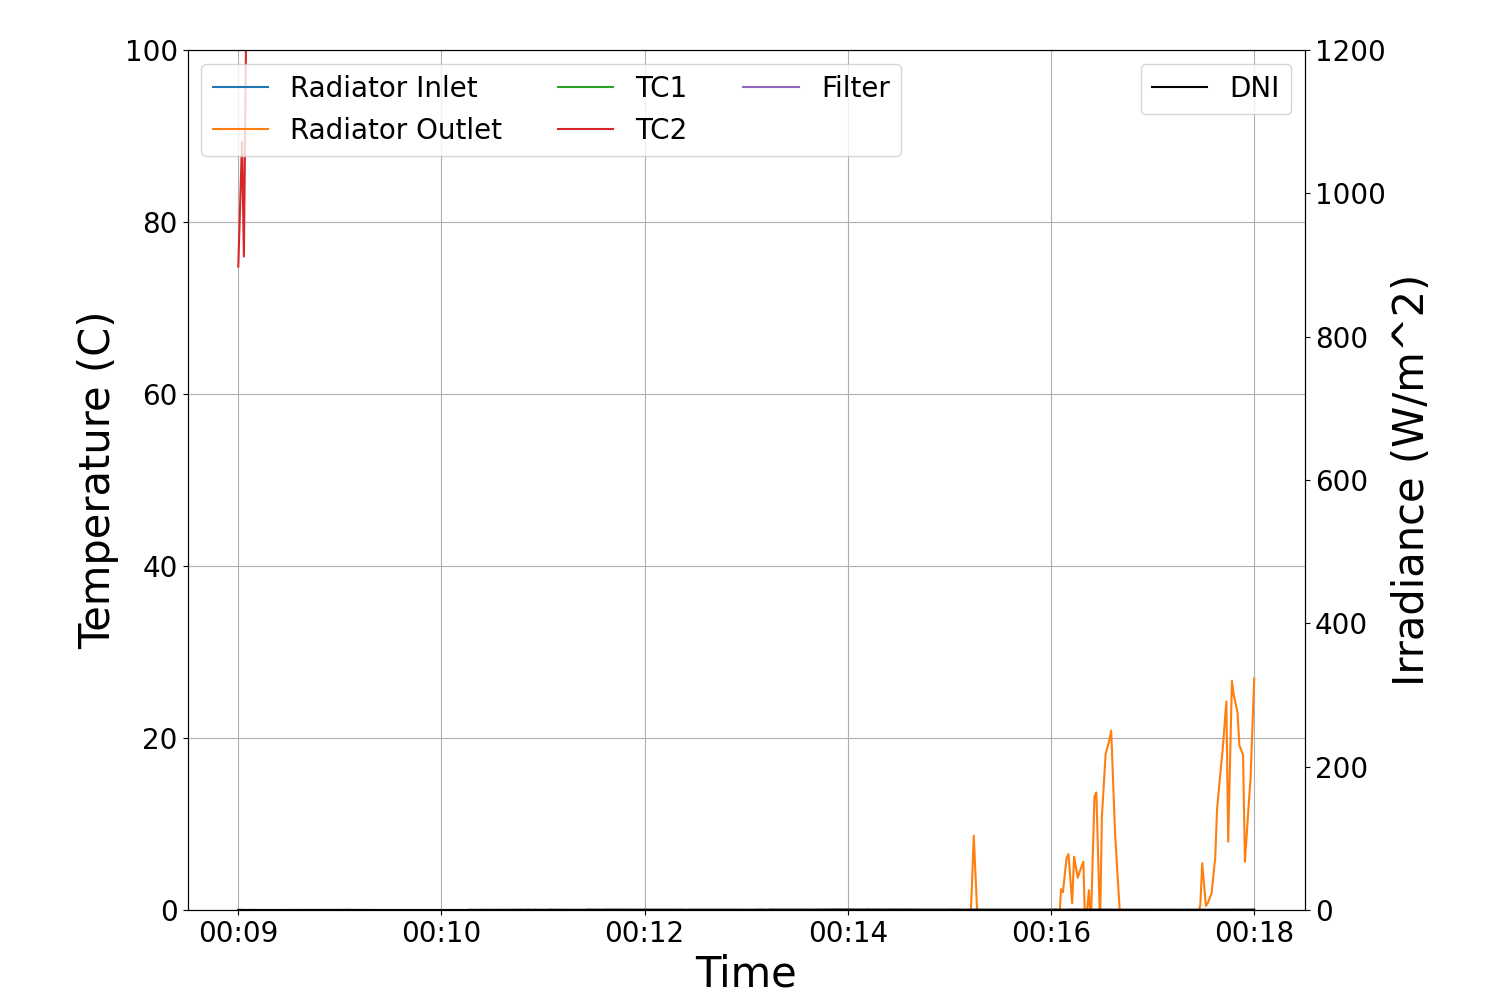 100
80
60
40
20
0
Temperature (C)
Radiator Inlet
Radiator Outlet
TC1
TC2
Filter
DNI
1200
1000
800
600
400
200
0
Irradiance (W/m^2)
00:09 00:10 00:12 00:14 00:16 00:18
Time